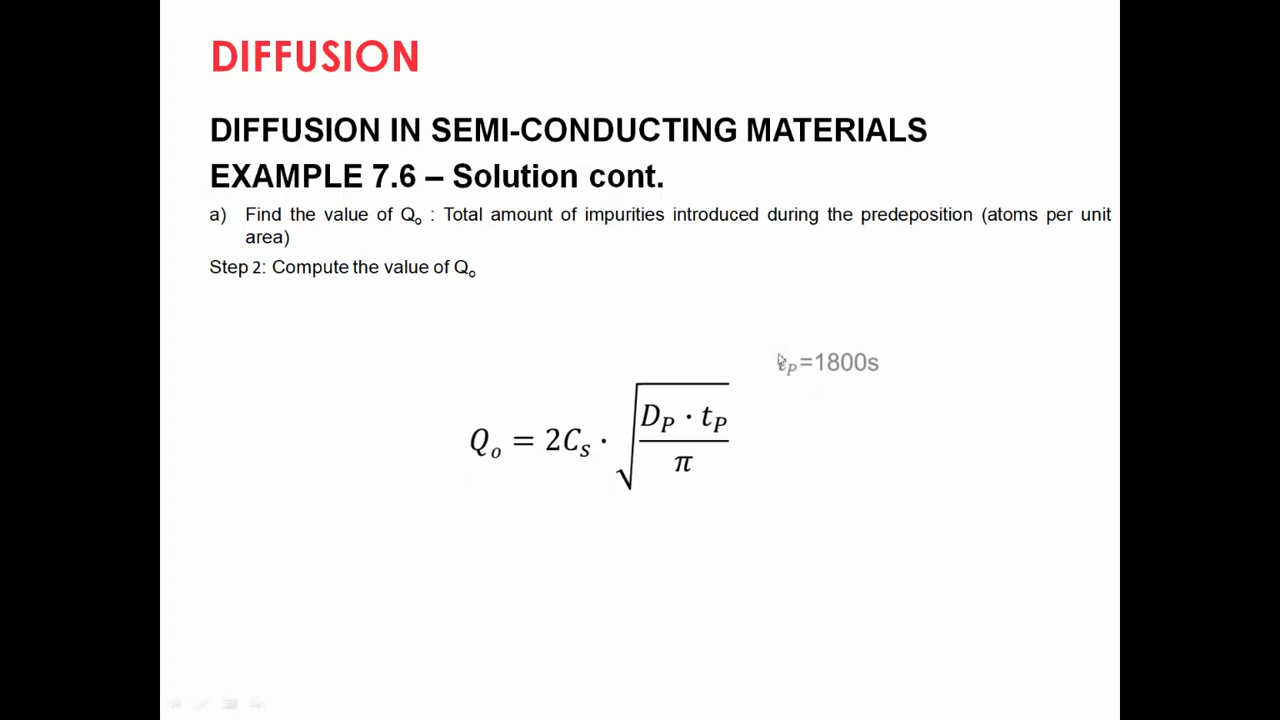 DIFFUSION
DIFFUSION IN SEMI-CONDUCTING MATERIALS
EXAMPLE 7.6 – Solution cont.
a) Find the value of Qₒ : Total amount of impurities introduced during the predeposition (atoms per unit
area)
Step 2: Compute the value of Qₒ
t_P=1800s
Q_o = 2C_s · √((D_P · t_P)/π)